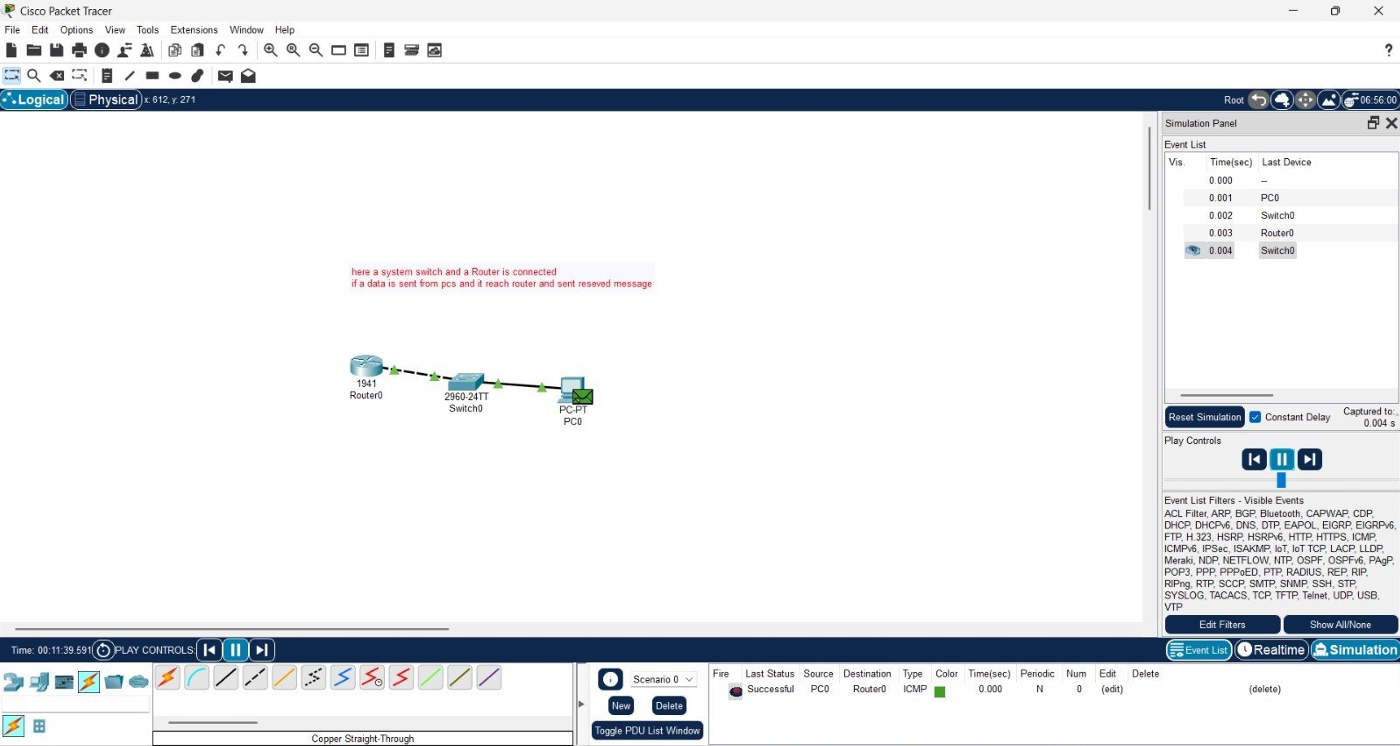 Cisco Packet Tracer
File Edit Options View Tools Extensions Window Help
?
Logical Physical x: 612, y: 271 Root 06:56:00
Simulation Panel
Event List
Vis. Time(sec) Last Device
0.000 --
0.001 PC0
0.002 Switch0
0.003 Router0
0.004 Switch0
here a system switch and a Router is connected
if a data is sent from pcs and it reach router and sent reseved message
1941
Router0
2960-24TT
Switch0
PC-PT
PC0
Reset Simulation Constant Delay Captured to:
0.004 s
Play Controls
Event List Filters - Visible Events
ACL Filter, ARP, BGP, Bluetooth, CAPWAP, CDP,
DHCP, DHCPv6, DNS, DTP, EAPOL, EIGRP, EIGRPv6,
FTP, H.323, HSRP, HSRPv6, HTTP, HTTPS, ICMP,
ICMPv6, IPSec, ISAKMP, IoT, IoT TCP, LACP, LLDP,
Meraki, NDP, NETFLOW, NTP, OSPF, OSPFv6, PAgP,
POP3, PPP, PPPoED, PTP, RADIUS, REP, RIP,
RIPng, RTP, SCCP, SMTP, SNMP, SSH, STP,
SYSLOG, TACACS, TCP, TFTP, Telnet, UDP, USB,
VTP
Edit Filters Show All/None
Time: 00:11:39.591 PLAY CONTROLS:
Event List Realtime Simulation
Scenario 0
New Delete
Toggle PDU List Window
Fire Last Status Source Destination Type Color Time(sec) Periodic Num Edit Delete
Successful PC0 Router0 ICMP 0.000 N 0 (edit) (delete)
Copper Straight-Through